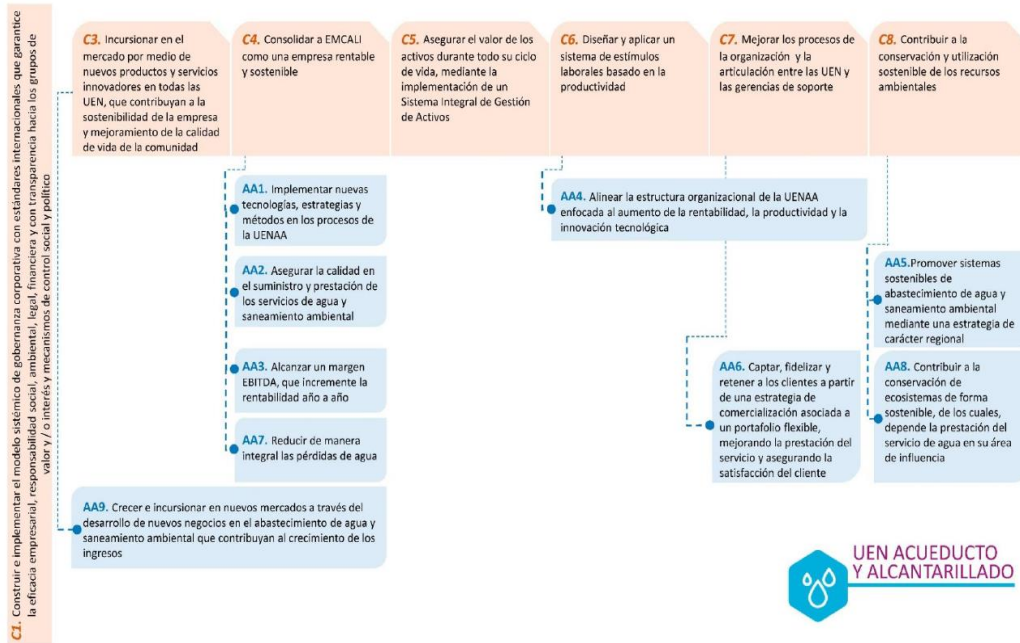 C1. Construir e implementar el modelo sistémico de gobernanza corporativa con estándares internacionales que garantice
la eficacia empresarial, responsabilidad social, ambiental, legal, financiera y con transparencia hacia los grupos de
valor y / o interés y mecanismos de control social y político
C3. Incursionar en el
mercado por medio de
nuevos productos y servicios
innovadores en todas las
UEN, que contribuyan a la
sostenibilidad de la empresa
y mejoramiento de la calidad
de vida de la comunidad
C4. Consolidar a EMCALI
como una empresa rentable
y sostenible
C5. Asegurar el valor de los
activos durante todo su ciclo
de vida, mediante la
implementación de un
Sistema Integral de Gestión
de Activos
C6. Diseñar y aplicar un
sistema de estímulos
laborales basado en la
productividad
C7. Mejorar los procesos de
la organización y la
articulación entre las UEN y
las gerencias de soporte
C8. Contribuir a la
conservación y utilización
sostenible de los recursos
ambientales
AA1. Implementar nuevas
tecnologías, estrategias y
métodos en los procesos de
la UENAA
AA2. Asegurar la calidad en
el suministro y prestación de
los servicios de agua y
saneamiento ambiental
AA3. Alcanzar un margen
EBITDA, que incremente la
rentabilidad año a año
AA7. Reducir de manera
integral las pérdidas de agua
AA9. Crecer e incursionar en nuevos mercados a través del
desarrollo de nuevos negocios en el abastecimiento de agua y
saneamiento ambiental que contribuyan al crecimiento de los
ingresos
AA4. Alinear la estructura organizacional de la UENAA
enfocada al aumento de la rentabilidad, la productividad y la
innovación tecnológica
AA6. Captar, fidelizar y
retener a los clientes a partir
de una estrategia de
comercialización asociada a
un portafolio flexible,
mejorando la prestación del
servicio y asegurando la
satisfacción del cliente
AA5.Promover sistemas
sostenibles de
abastecimiento de agua y
saneamiento ambiental
mediante una estrategia de
carácter regional
AA8. Contribuir a la
conservación de
ecosistemas de forma
sostenible, de los cuales,
depende la prestación del
servicio de agua en su área
de influencia
UEN ACUEDUCTO
Y ALCANTARILLADO